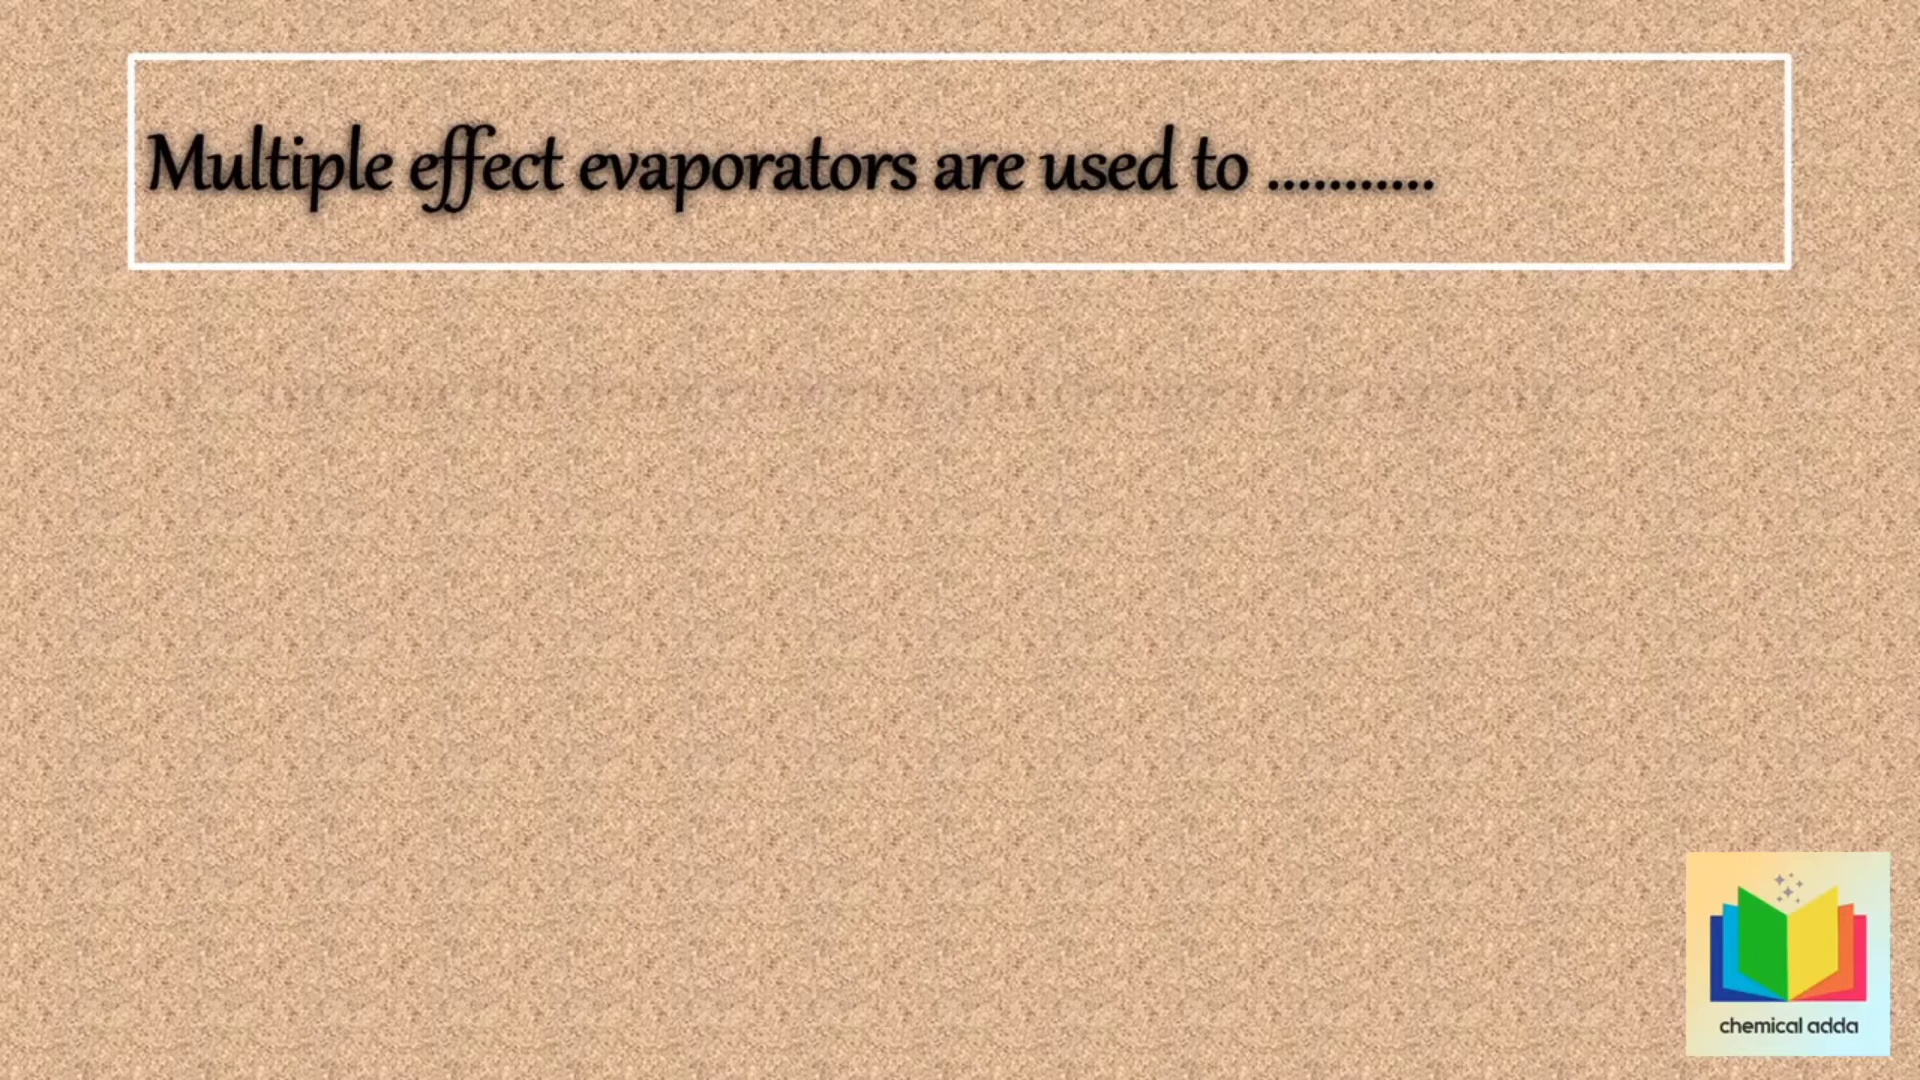 Multiple effect evaporators are used to ...........
chemical adda